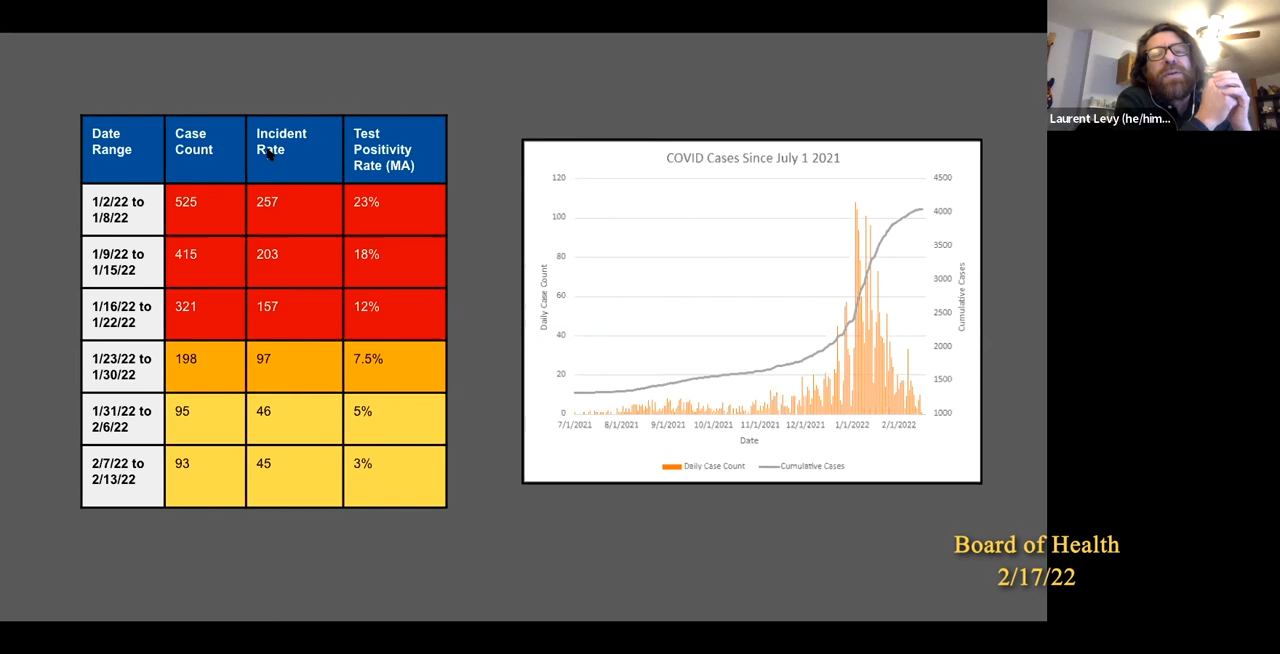 Laurent Levy (he/him...
Date
Range
Case
Count
Incident
Rate
Test
Positivity
Rate (MA)
1/2/22 to
1/8/22
525
257
23%
1/9/22 to
1/15/22
415
203
18%
1/16/22 to
1/22/22
321
157
12%
1/23/22 to
1/30/22
198
97
7.5%
1/31/22 to
2/6/22
95
46
5%
2/7/22 to
2/13/22
93
45
3%
COVID Cases Since July 1 2021
120
100
80
60
40
20
0
Daily Case Count
4500
4000
3500
3000
2500
2000
1500
1000
Cumulative Cases
7/1/2021 8/1/2021 9/1/2021 10/1/2021 11/1/2021 12/1/2021 1/1/2022 2/1/2022
Date
Daily Case Count Cumulative Cases
Board of Health
2/17/22